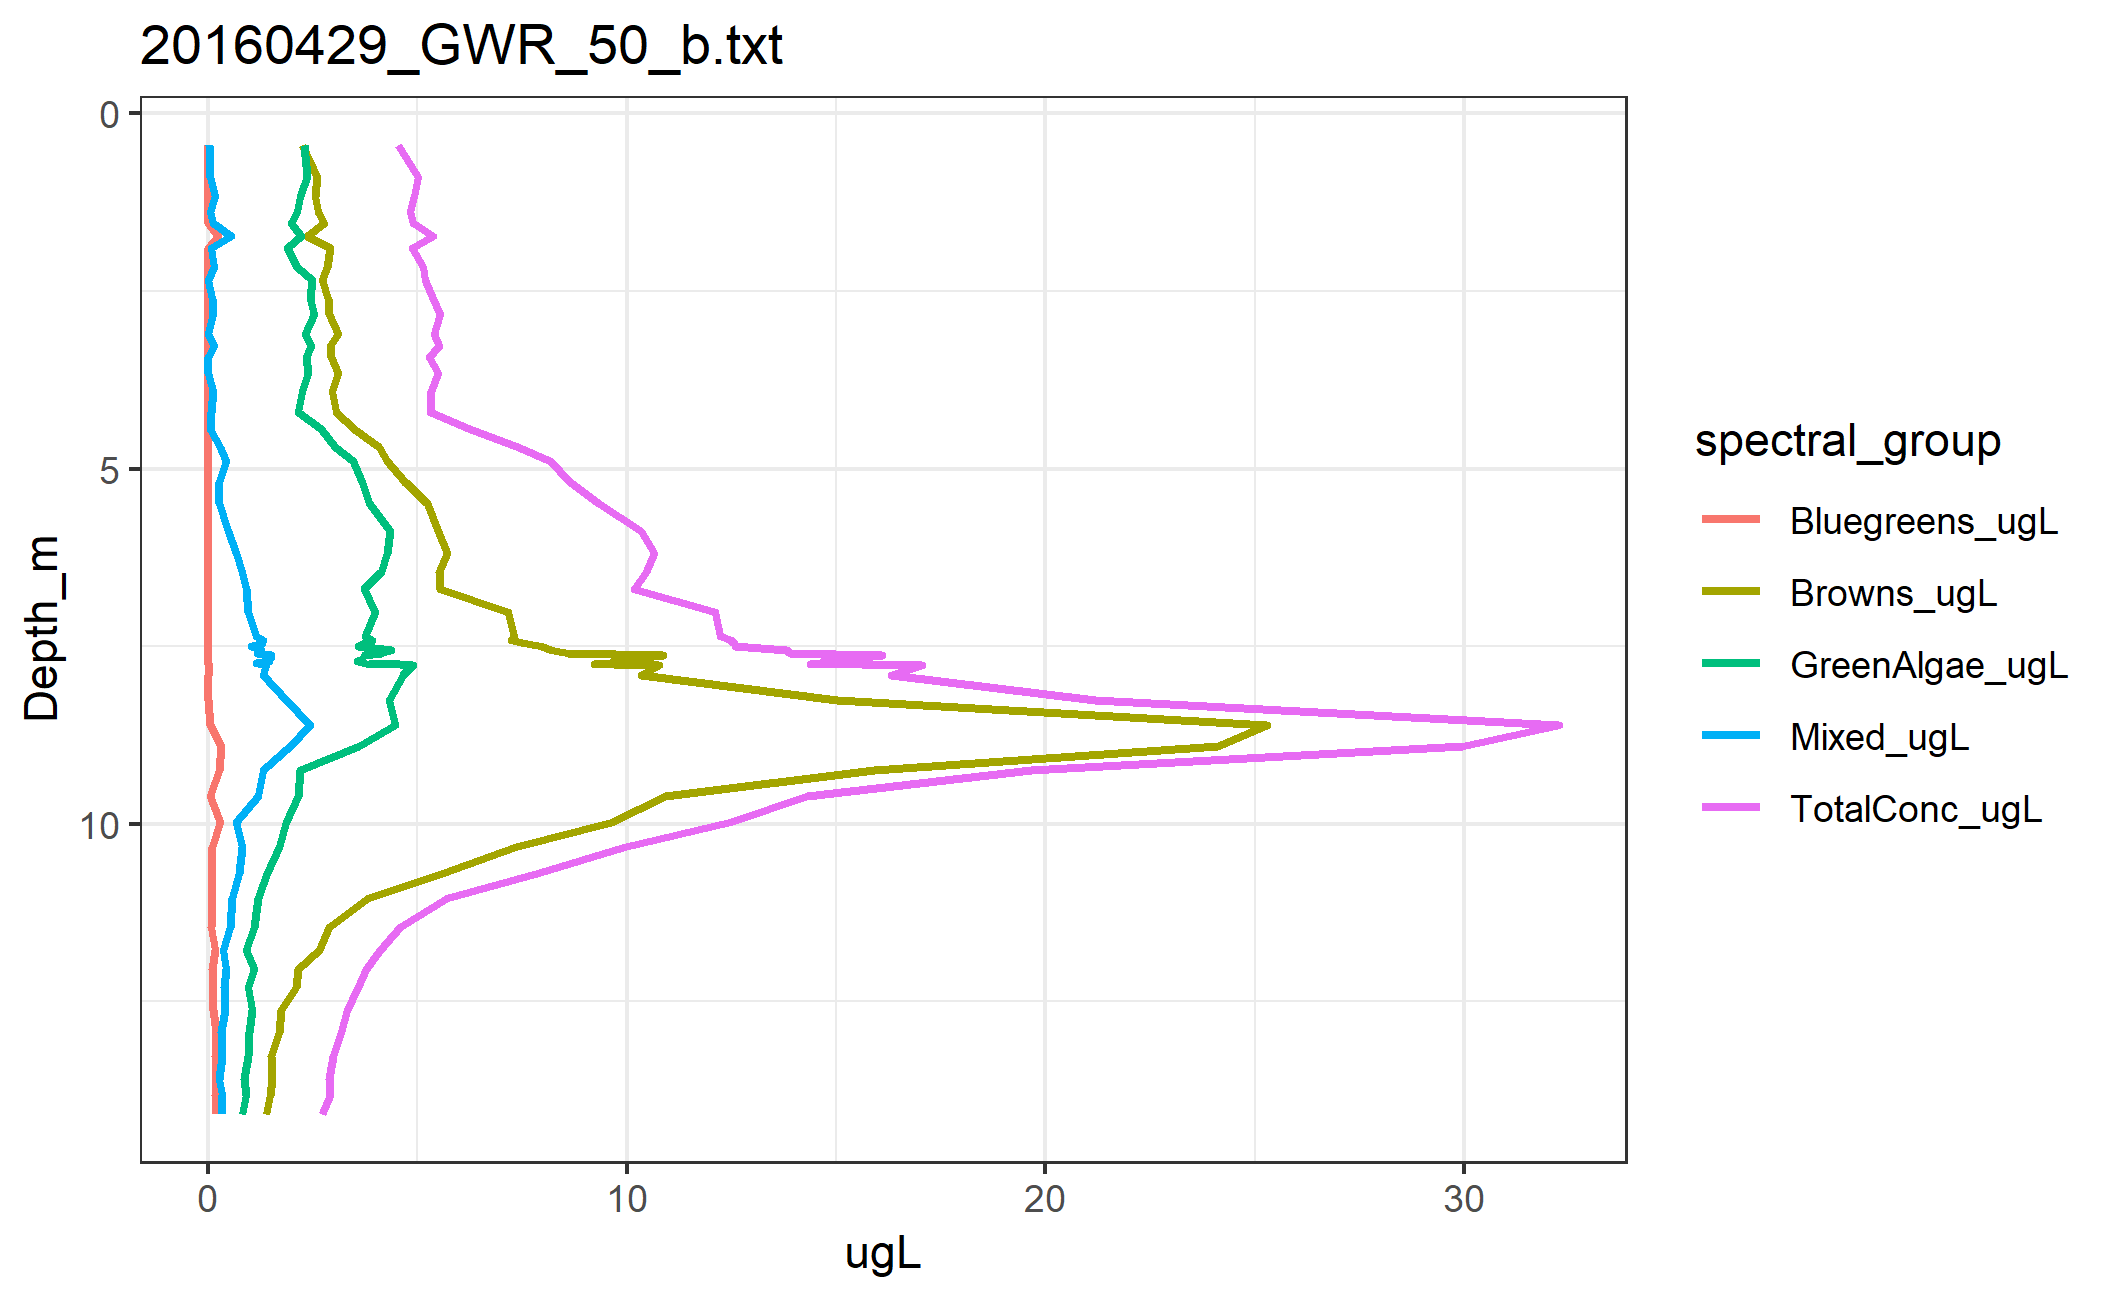 20160429_GWR_50_b.txt
0
5
10
Depth_m
0
10
20
30
ugL
spectral_group
Bluegreens_ugL
Browns_ugL
GreenAlgae_ugL
Mixed_ugL
TotalConc_ugL